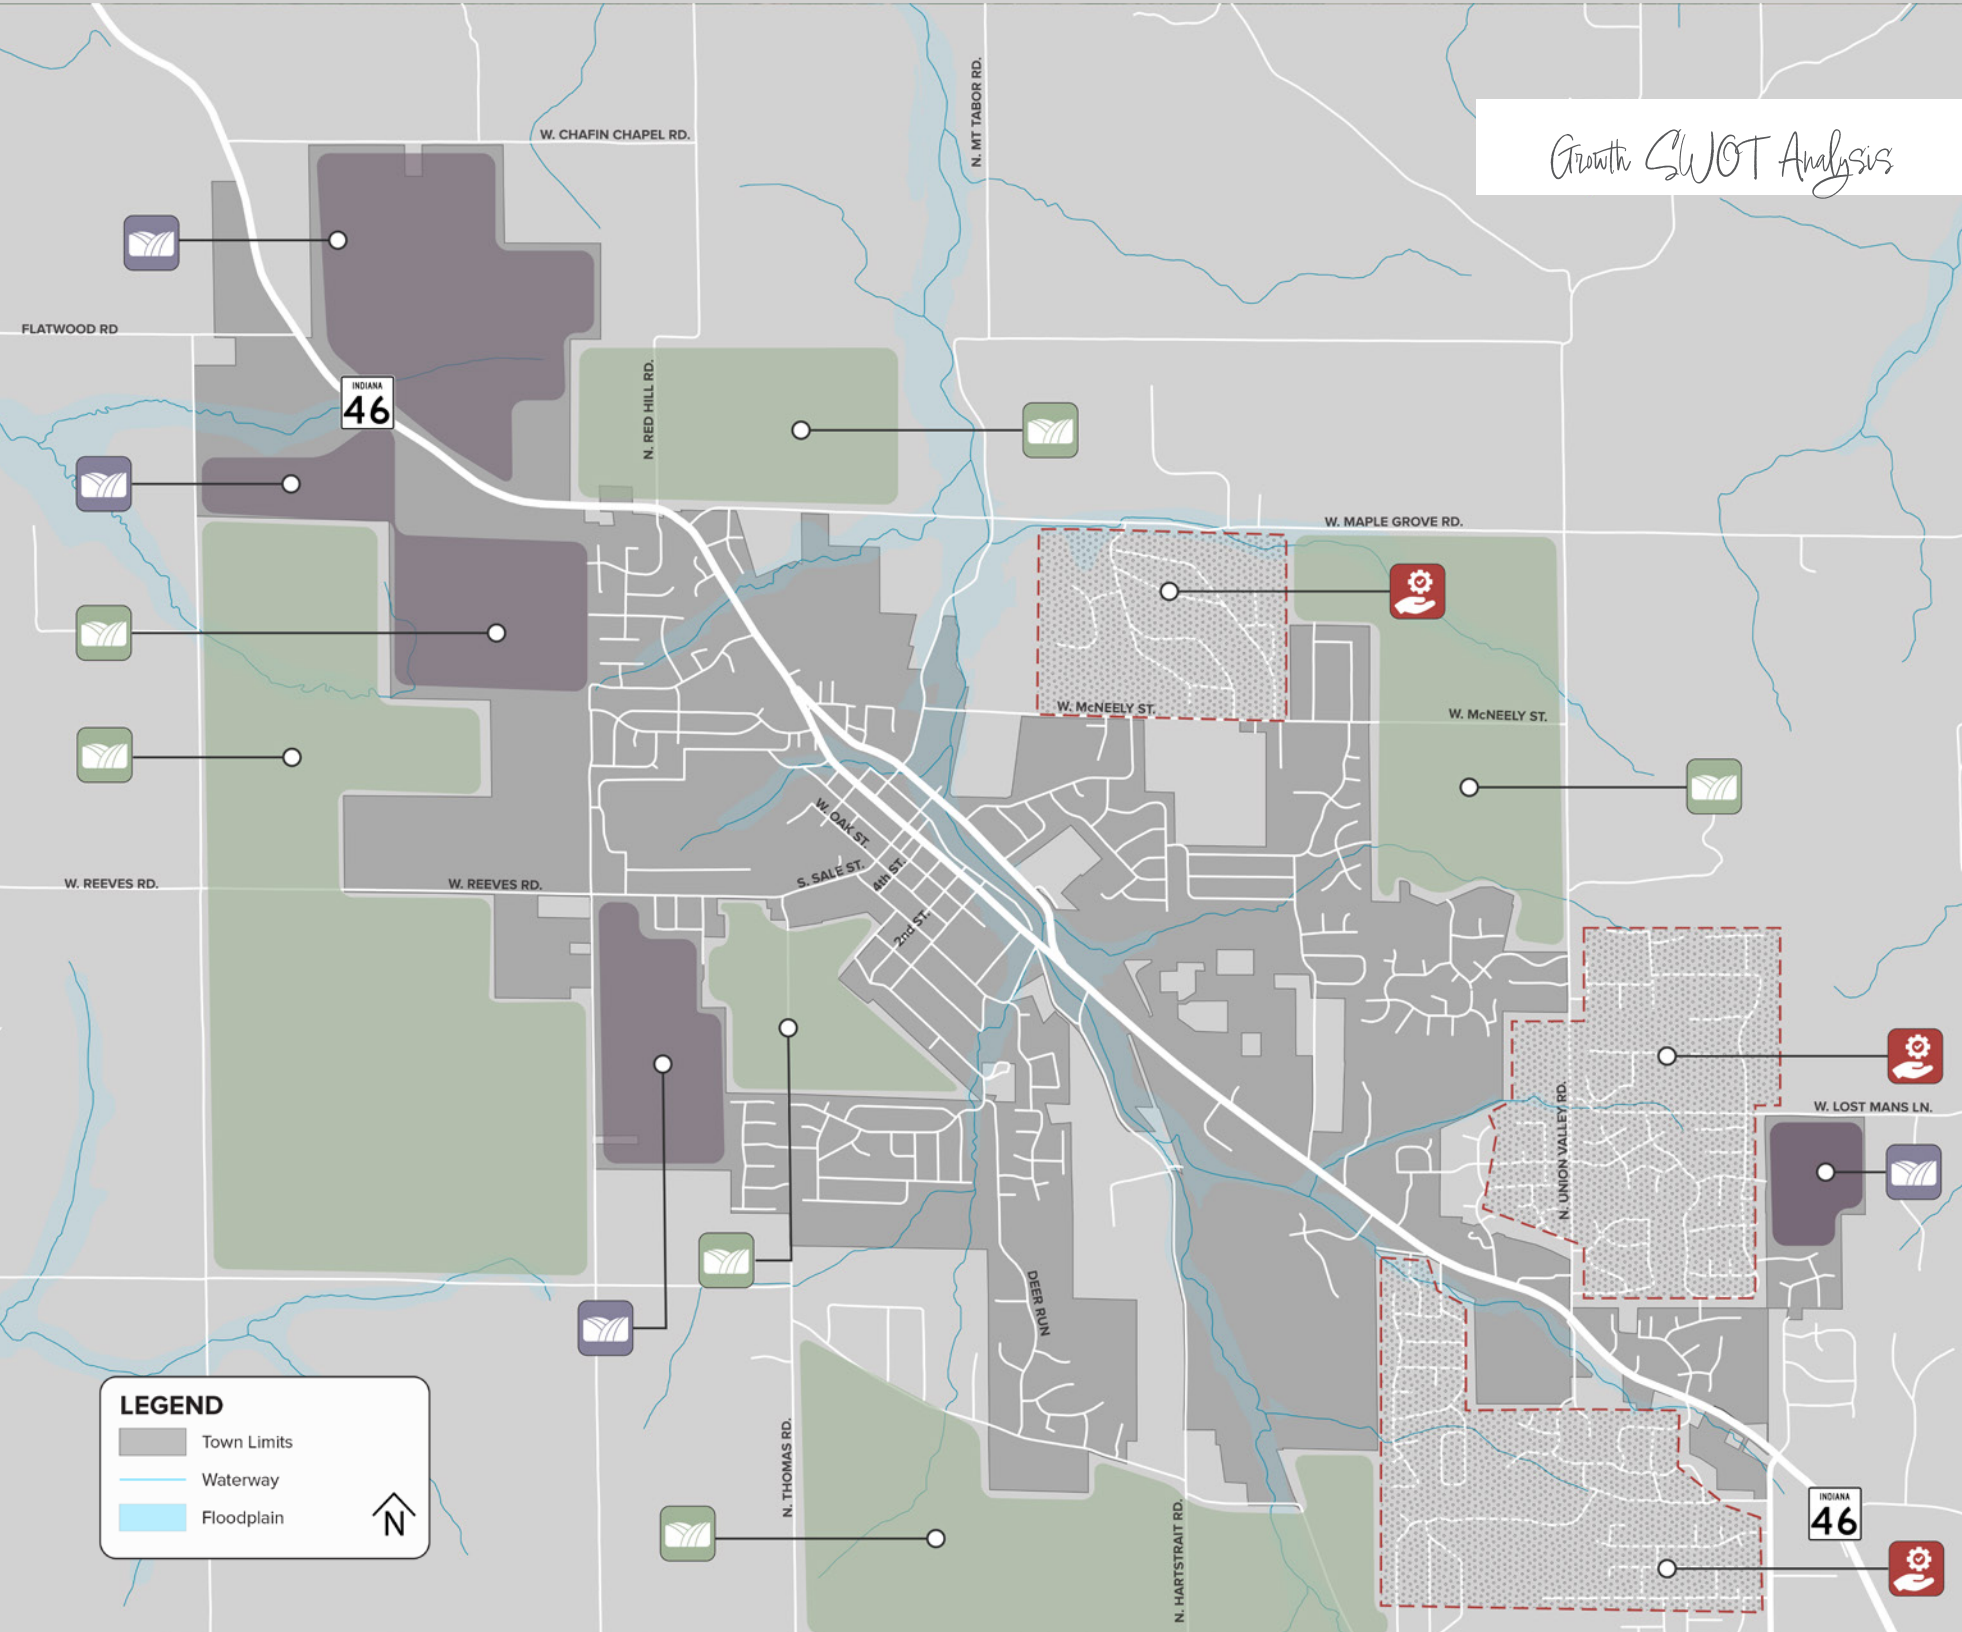 Growth SWOT Analysis
W. CHAFIN CHAPEL RD.
N. MT TABOR RD.
FLATWOOD RD
INDIANA
46
N. RED HILL RD.
W. MAPLE GROVE RD.
W. McNEELY ST.
W. McNEELY ST.
W. OAK ST.
S. SALE ST.
4th ST.
2nd ST.
W. REEVES RD.
W. REEVES RD.
N. UNION VALLEY RD.
W. LOST MANS LN.
DEER RUN
N. THOMAS RD.
N. HARTSTRAIT RD.
INDIANA
46
LEGEND
Town Limits
Waterway
Floodplain
N